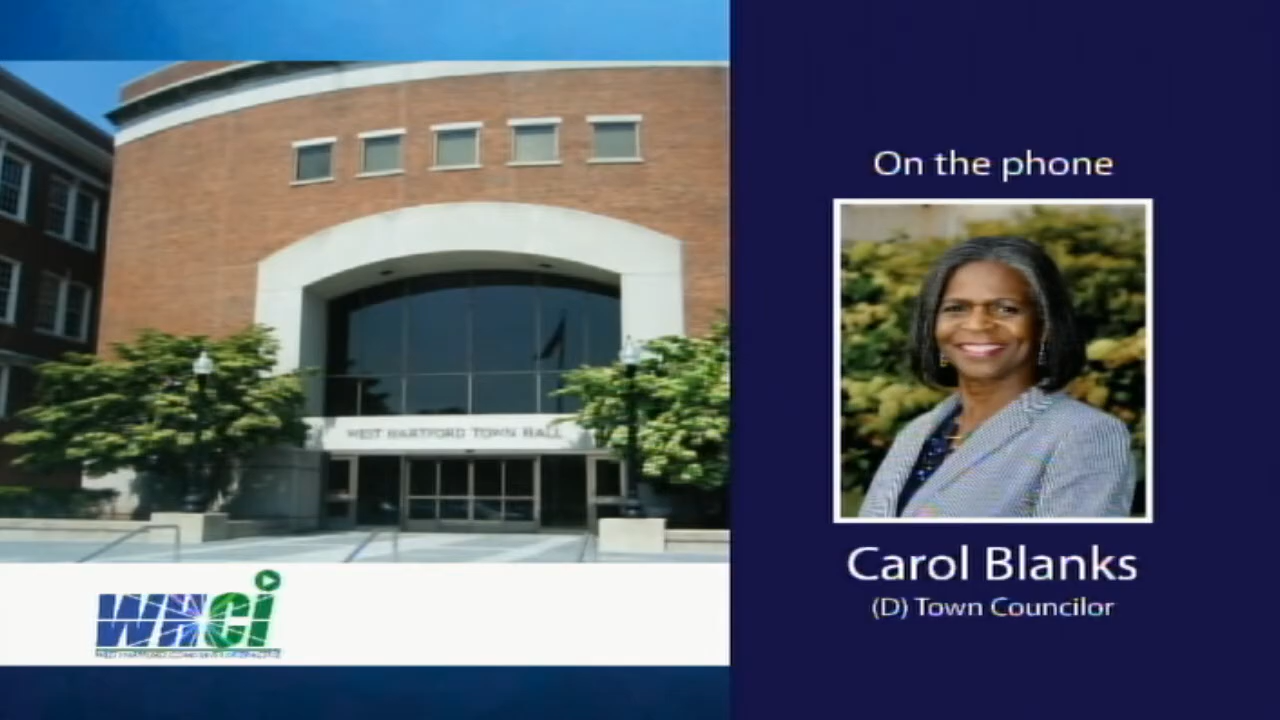 On the phone
WEST HARTFORD TOWN HALL
Carol Blanks
(D) Town Councilor
WHCi